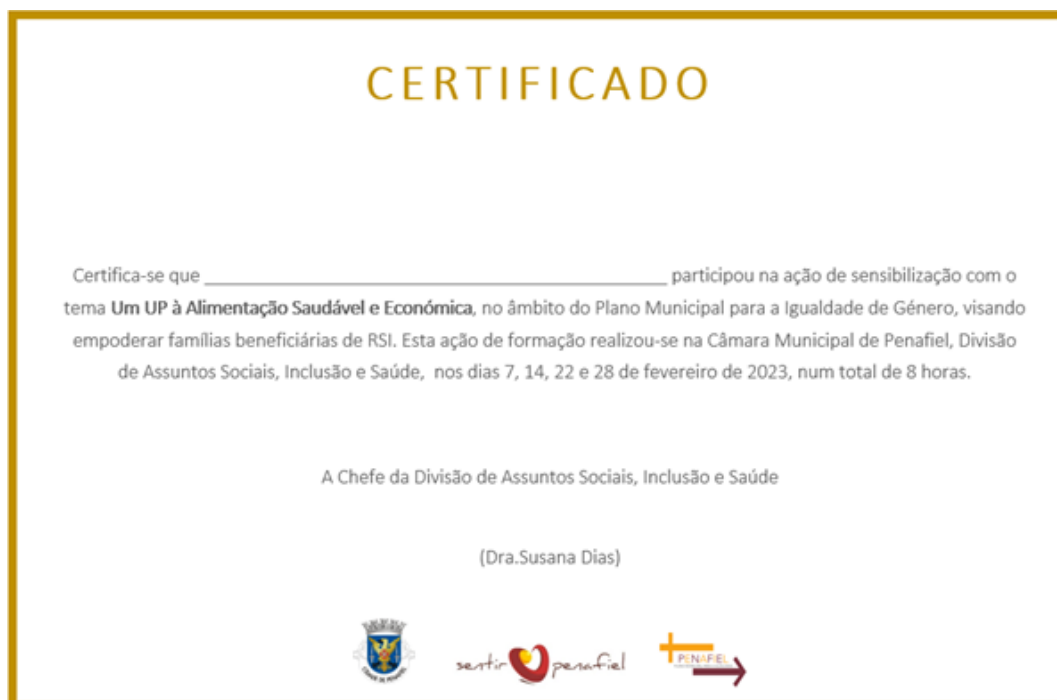 CERTIFICADO
Certifica-se que ______________________________________________ participou na ação de sensibilização com o
tema Um UP à Alimentação Saudável e Económica, no âmbito do Plano Municipal para a Igualdade de Género, visando
empoderar famílias beneficiárias de RSI. Esta ação de formação realizou-se na Câmara Municipal de Penafiel, Divisão
de Assuntos Sociais, Inclusão e Saúde, nos dias 7, 14, 22 e 28 de fevereiro de 2023, num total de 8 horas.
A Chefe da Divisão de Assuntos Sociais, Inclusão e Saúde
(Dra.Susana Dias)
CIDADE DE PENAFIEL
sentir penafiel
PENAFIEL